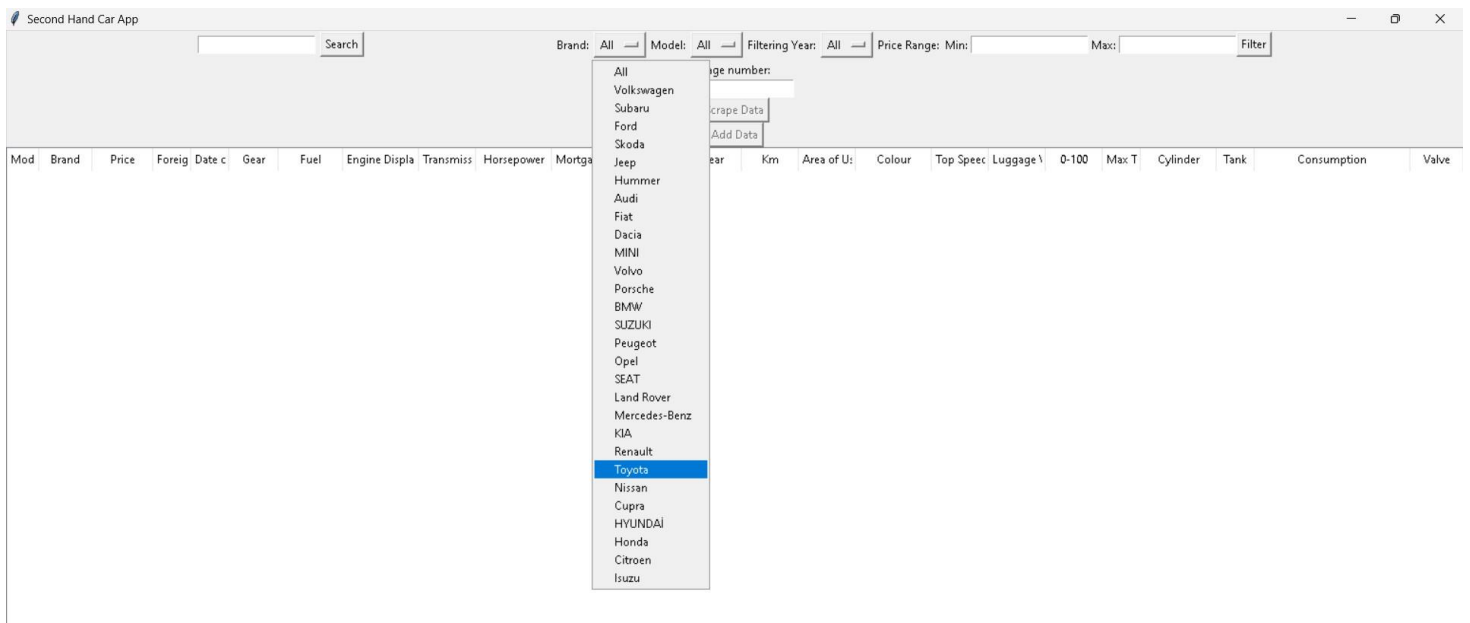 Second Hand Car App
Search Brand: All Model: All Filtering Year: All Price Range: Min: Max: Filter
All
Volkswagen
Subaru
Ford
Skoda
Jeep
Hummer
Audi
Fiat
Dacia
MINI
Volvo
Porsche
BMW
SUZUKI
Peugeot
Opel
SEAT
Land Rover
Mercedes-Benz
KIA
Renault
Toyota
Nissan
Cupra
HYUNDAİ
Honda
Citroen
Isuzu
number:
Data
Add Data
Mod Brand Price Foreig Date c Gear Fuel Engine Displa Transmiss Horsepower Mortga ear Km Area of U: Colour Top Speec Luggage \ 0-100 Max T Cylinder Tank Consumption Valve